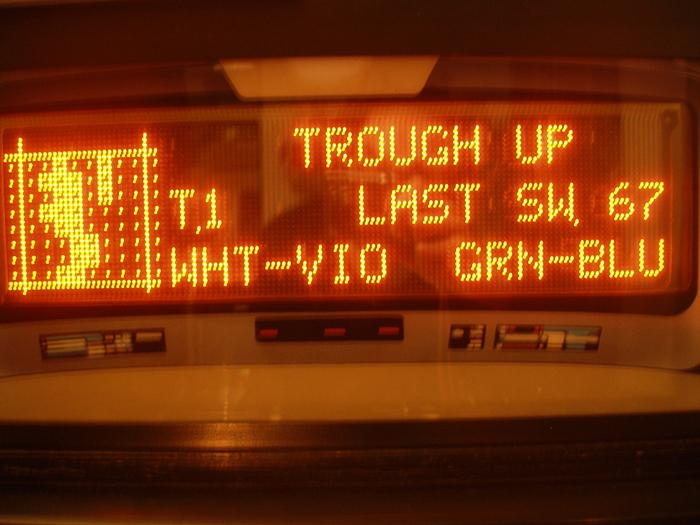 TROUGH UP
T.1 LAST SW. 67
WHT-VIO GRN-BLU